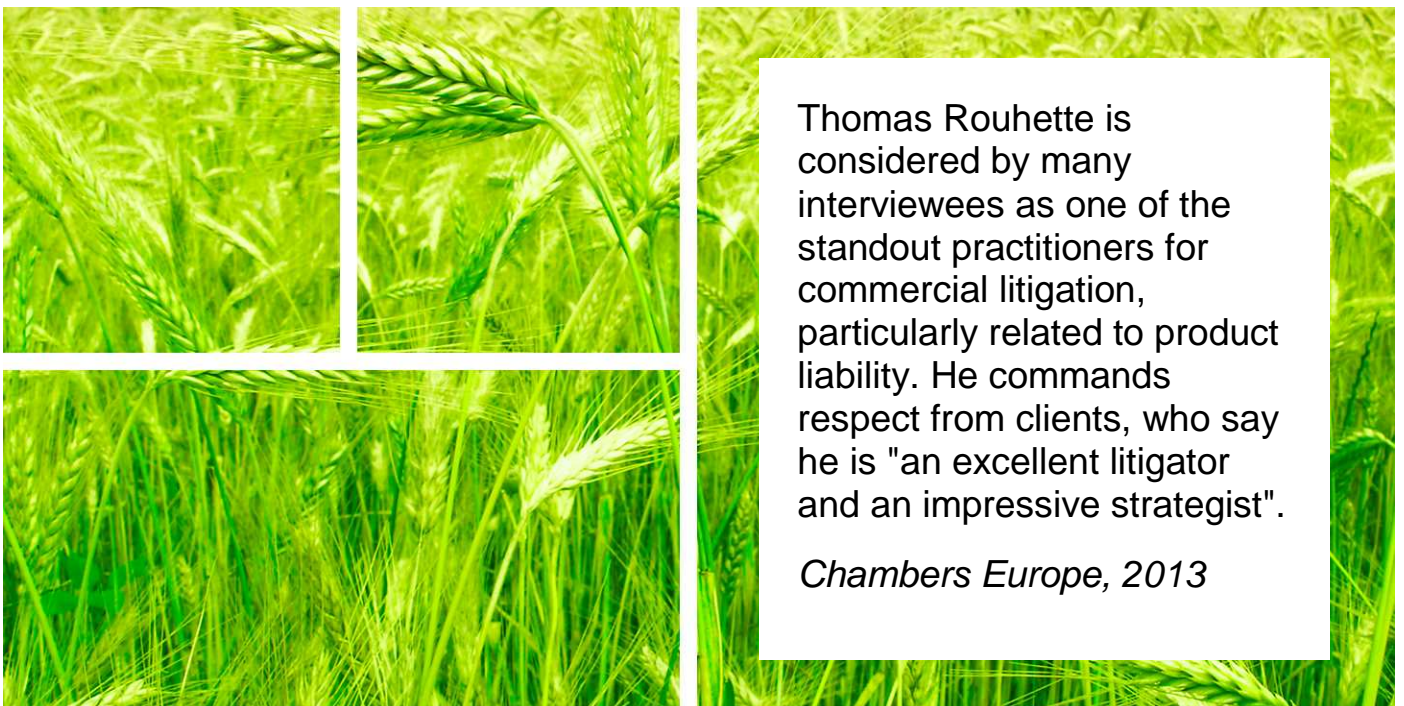 Thomas Rouhette is
considered by many
interviewees as one of the
standout practitioners for
commercial litigation,
particularly related to product
liability. He commands
respect from clients, who say
he is "an excellent litigator
and an impressive strategist".
Chambers Europe, 2013